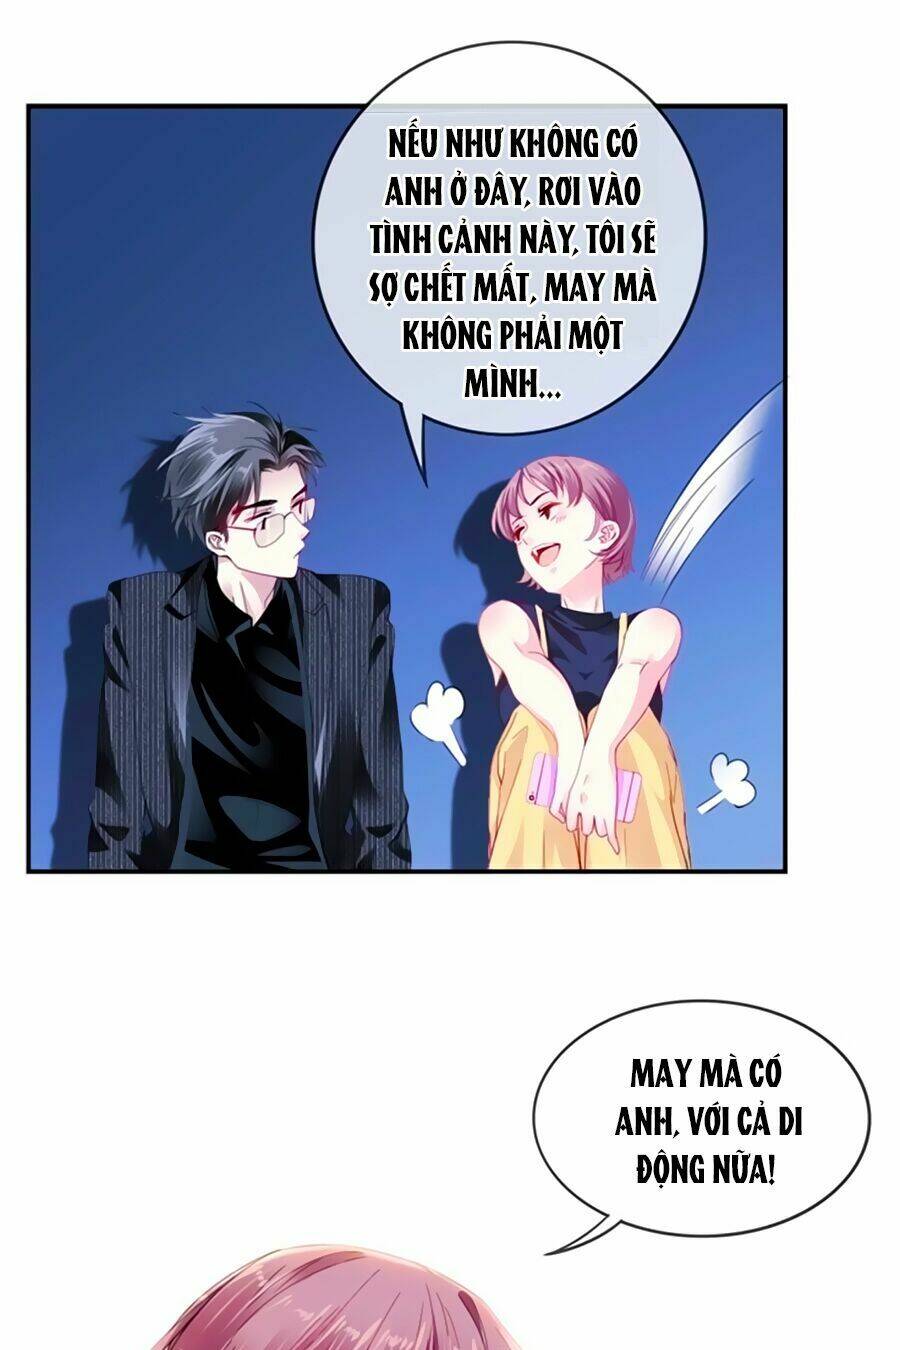 NẾU NHƯ KHÔNG CÓ
ANH Ở ĐÂY, RƠI VÀO
TÌNH CẢNH NÀY, TÔI SẼ
SỢ CHẾT MẤT, MAY MÀ
KHÔNG PHẢI MỘT
MÌNH...
MAY MÀ CÓ
ANH, VỚI CẢ DI
ĐỘNG NỮA!